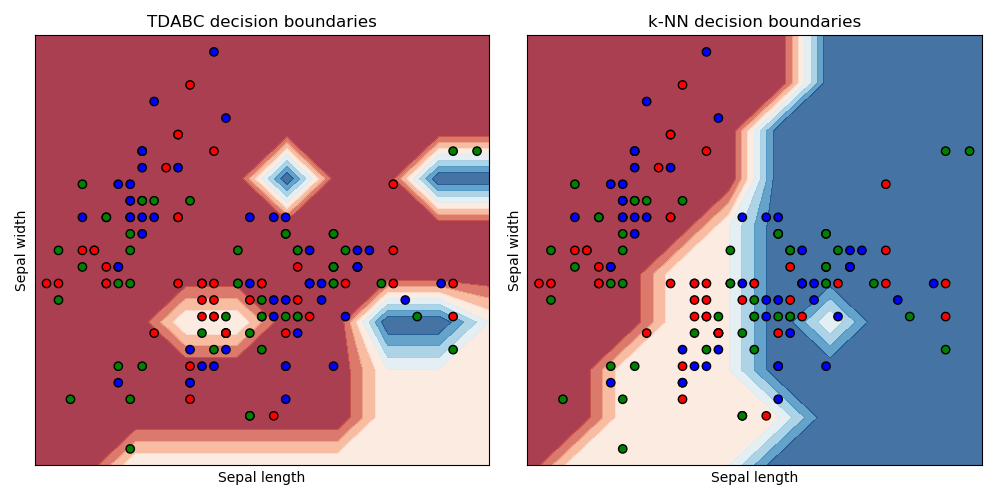 TDABC decision boundaries
k-NN decision boundaries
Sepal width
Sepal width
Sepal length
Sepal length